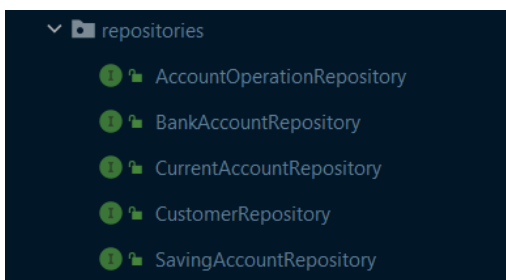 repositories
I AccountOperationRepository
I BankAccountRepository
I CurrentAccountRepository
I CustomerRepository
I SavingAccountRepository